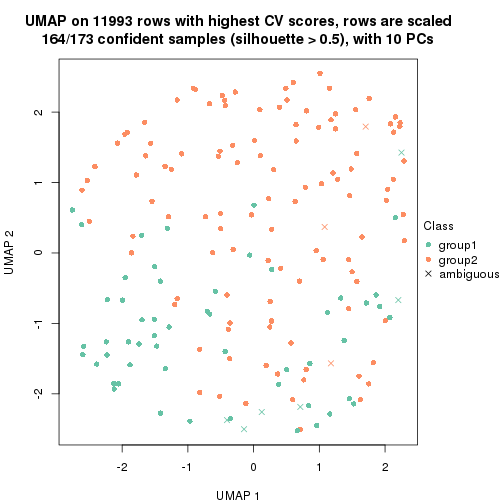 UMAP on 11993 rows with highest CV scores, rows are scaled
164/173 confident samples (silhouette > 0.5), with 10 PCs
2
1
0
-1
-2
UMAP 2
-2
-1
0
1
2
UMAP 1
Class
group1
group2
ambiguous